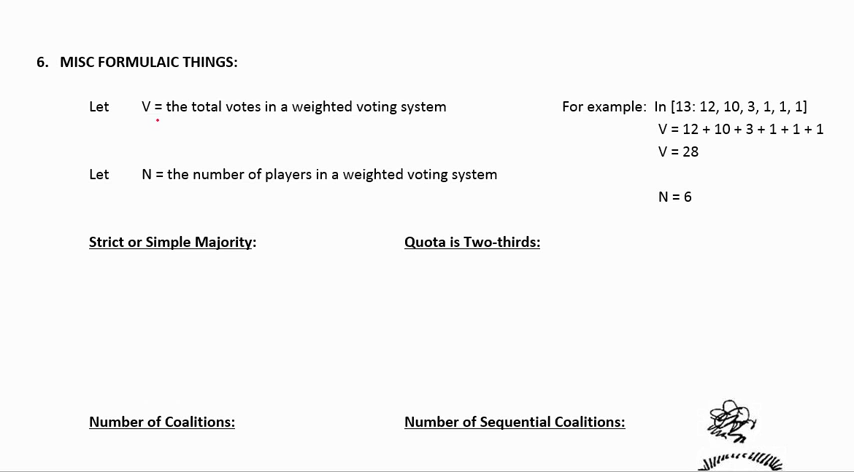 6. MISC FORMULAIC THINGS:
Let V = the total votes in a weighted voting system
For example: In [13: 12, 10, 3, 1, 1, 1]
V = 12 + 10 + 3 + 1 + 1 + 1
V = 28
Let N = the number of players in a weighted voting system
N = 6
Strict or Simple Majority: Quota is Two-thirds:
Number of Coalitions: Number of Sequential Coalitions: